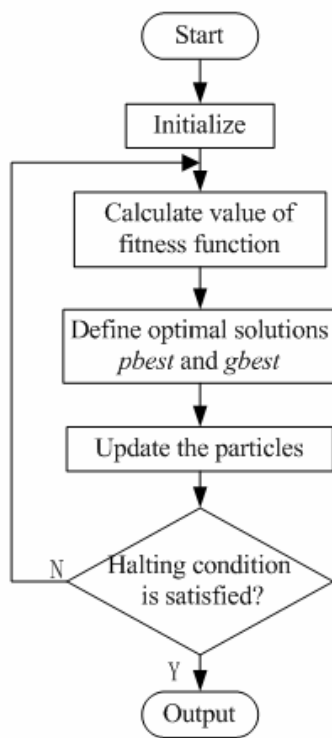 Start
Initialize
Calculate value of
fitness function
Define optimal solutions
pbest and gbest
Update the particles
Halting condition
is satisfied?
N
Y
Output